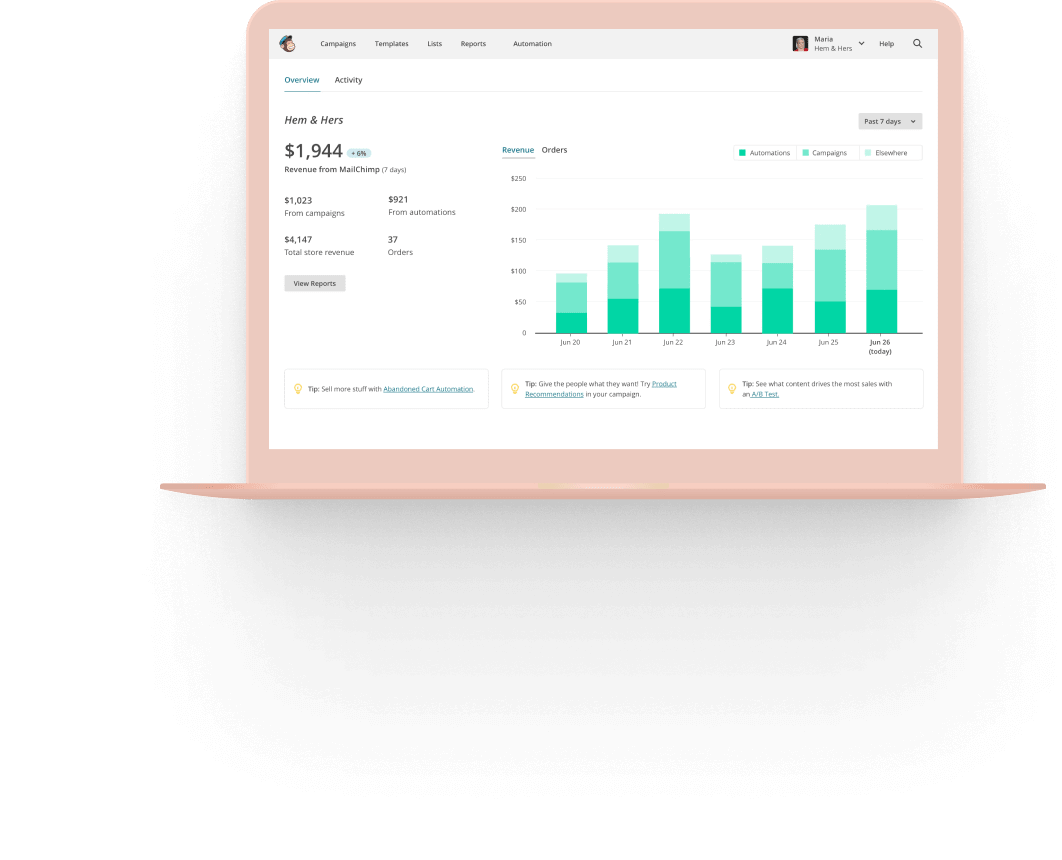 Campaigns Templates Lists Reports Automation
Maria
Hem & Hers
Help
Overview Activity
Hem & Hers
Past 7 days
$1,944 + 6%
Revenue from MailChimp (7 days)
$1,023
From campaigns
$921
From automations
$4,147
Total store revenue
37
Orders
View Reports
Revenue Orders
Automations Campaigns Elsewhere
$250
$200
$150
$100
$50
0
Jun 20 Jun 21 Jun 22 Jun 23 Jun 24 Jun 25 Jun 26
(today)
Tip: Sell more stuff with Abandoned Cart Automation.
Tip: Give the people what they want! Try Product
Recommendations in your campaign.
Tip: See what content drives the most sales with
an A/B Test.